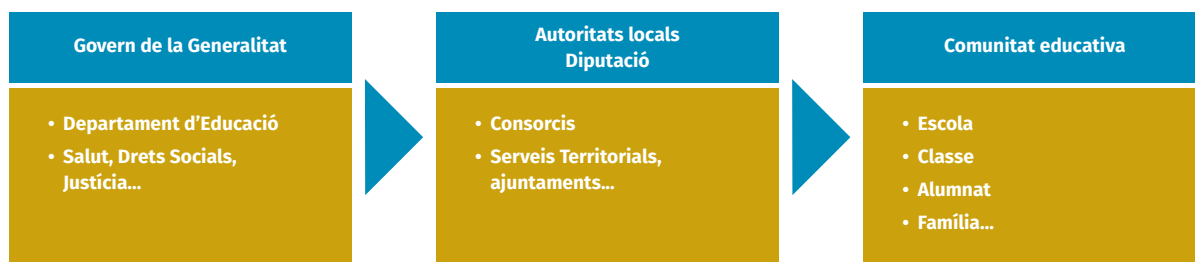 Govern de la Generalitat
• Departament d’Educació
• Salut, Drets Socials,
Justícia...
Autoritats locals
Diputació
• Consorcis
• Serveis Territorials,
ajuntaments...
Comunitat educativa
• Escola
• Classe
• Alumnat
• Família...